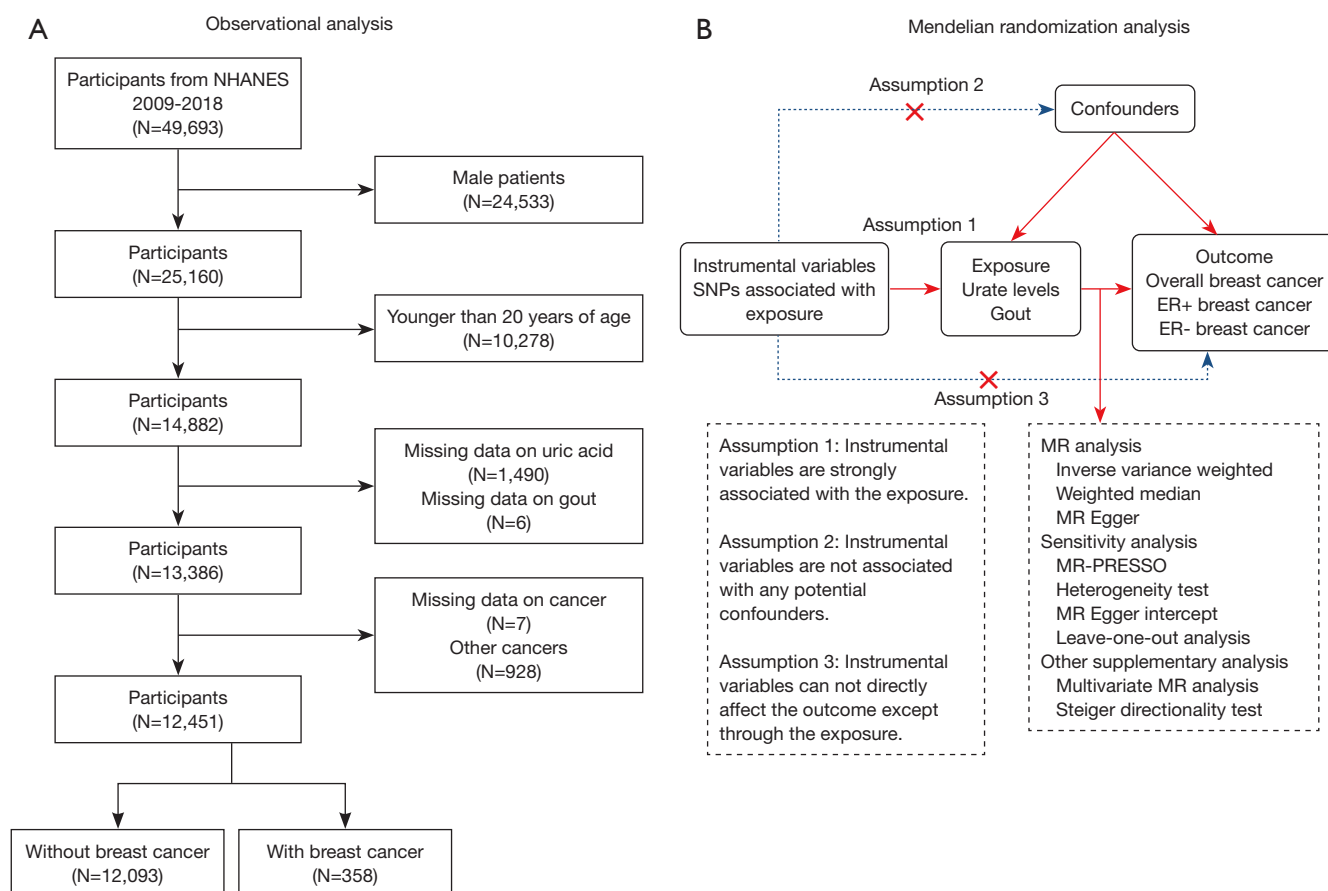 A
Observational analysis
Participants from NHANES
2009-2018
(N=49,693)
Male patients
(N=24,533)
Participants
(N=25,160)
Younger than 20 years of age
(N=10,278)
Participants
(N=14,882)
Missing data on uric acid
(N=1,490)
Missing data on gout
(N=6)
Participants
(N=13,386)
Missing data on cancer
(N=7)
Other cancers
(N=928)
Participants
(N=12,451)
Without breast cancer
(N=12,093)
With breast cancer
(N=358)
B
Mendelian randomization analysis
Assumption 2
Confounders
Assumption 1
Instrumental variables
SNPs associated with
exposure
Exposure
Urate levels
Gout
Outcome
Overall breast cancer
ER+ breast cancer
ER- breast cancer
Assumption 3
Assumption 1: Instrumental
variables are strongly
associated with the exposure.
Assumption 2: Instrumental
variables are not associated
with any potential
confounders.
Assumption 3: Instrumental
variables can not directly
affect the outcome except
through the exposure.
MR analysis
Inverse variance weighted
Weighted median
MR Egger
Sensitivity analysis
MR-PRESSO
Heterogeneity test
MR Egger intercept
Leave-one-out analysis
Other supplementary analysis
Multivariate MR analysis
Steiger directionality test